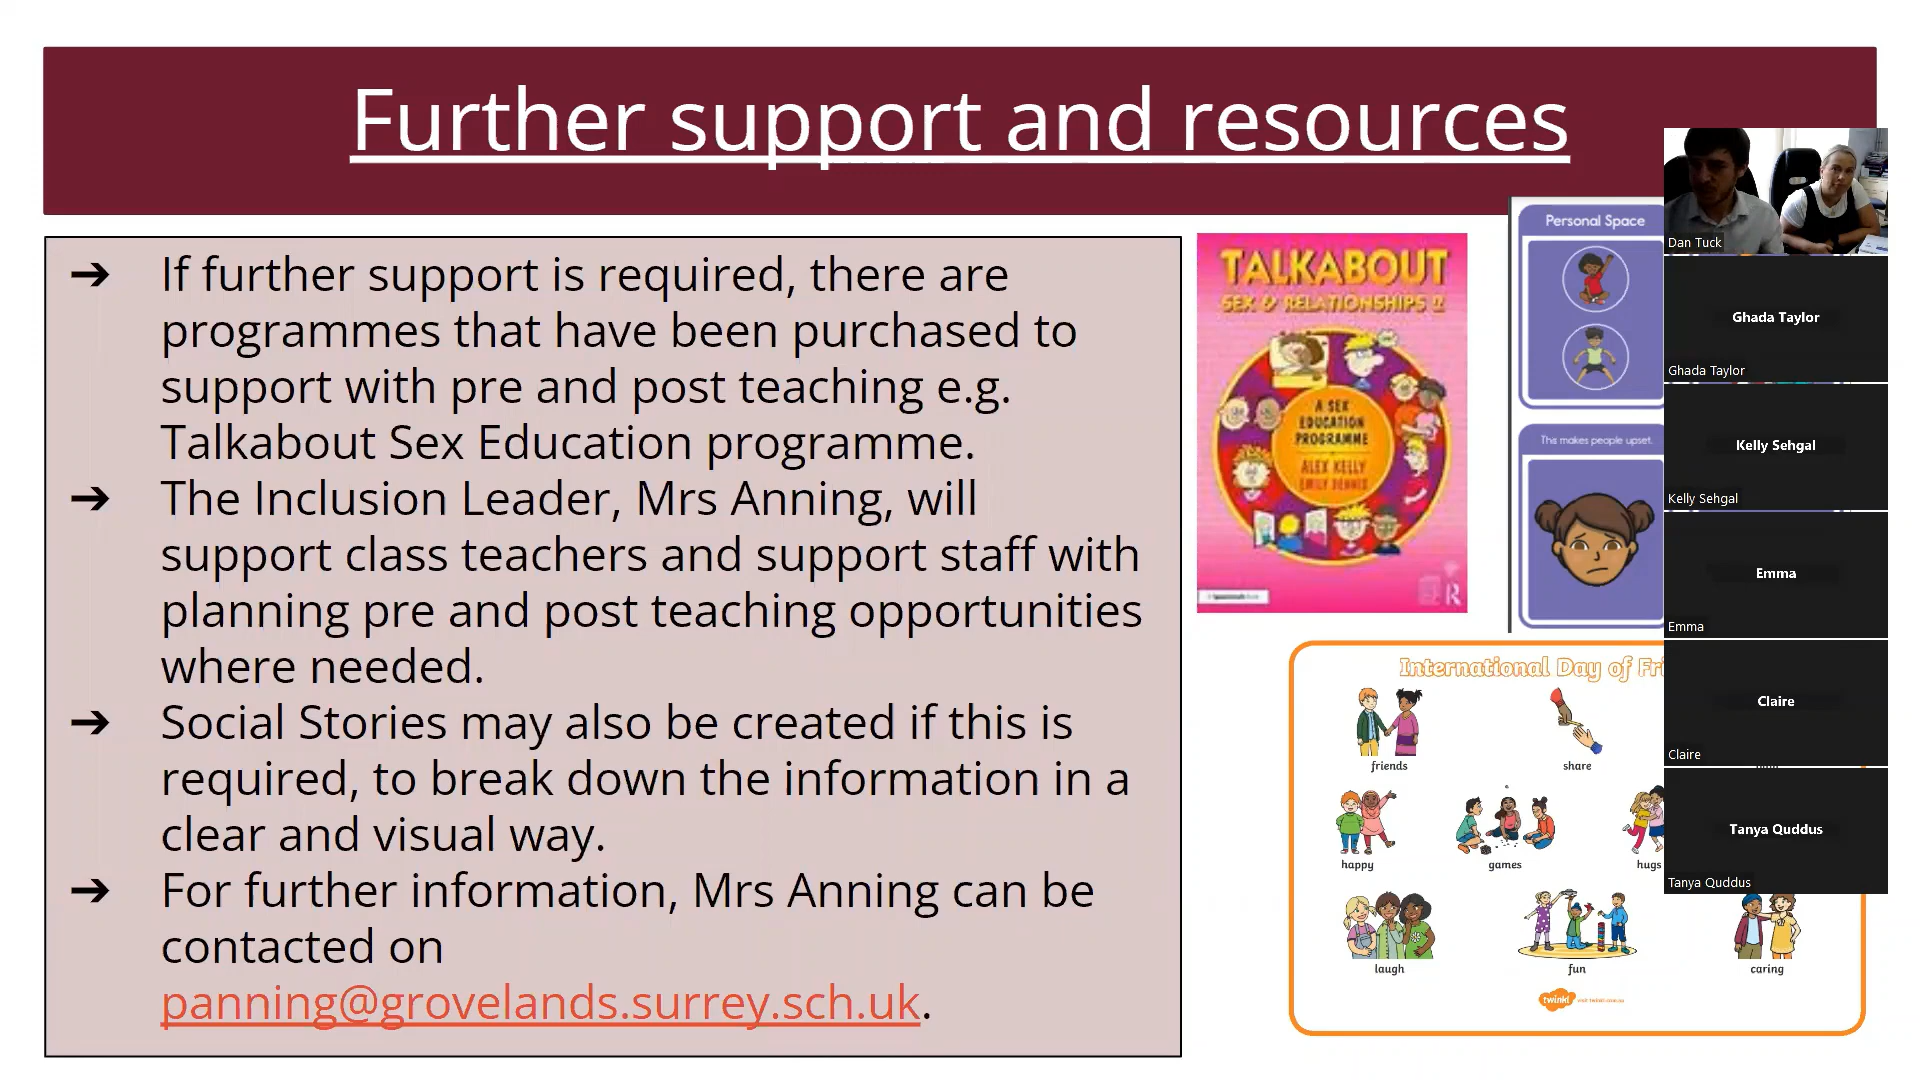 Further support and resources
➔ If further support is required, there are
programmes that have been purchased to
support with pre and post teaching e.g.
Talkabout Sex Education programme.
➔ The Inclusion Leader, Mrs Anning, will
support class teachers and support staff with
planning pre and post teaching opportunities
where needed.
➔ Social Stories may also be created if this is
required, to break down the information in a
clear and visual way.
➔ For further information, Mrs Anning can be
contacted on
panning@grovelands.surrey.sch.uk.
TALKABOUT
SEX & RELATIONSHIPS 2
A SEX
EDUCATION
PROGRAMME
ALEX KELLY
EMILY DENNIS
R
Personal Space
This makes people upset.
International Day of Fri
friends
share
happy
games
hugs
laugh
fun
caring
twinkl
Dan Tuck
Ghada Taylor
Ghada Taylor
Kelly Sehgal
Kelly Sehgal
Emma
Emma
Claire
Claire
Tanya Quddus
Tanya Quddus